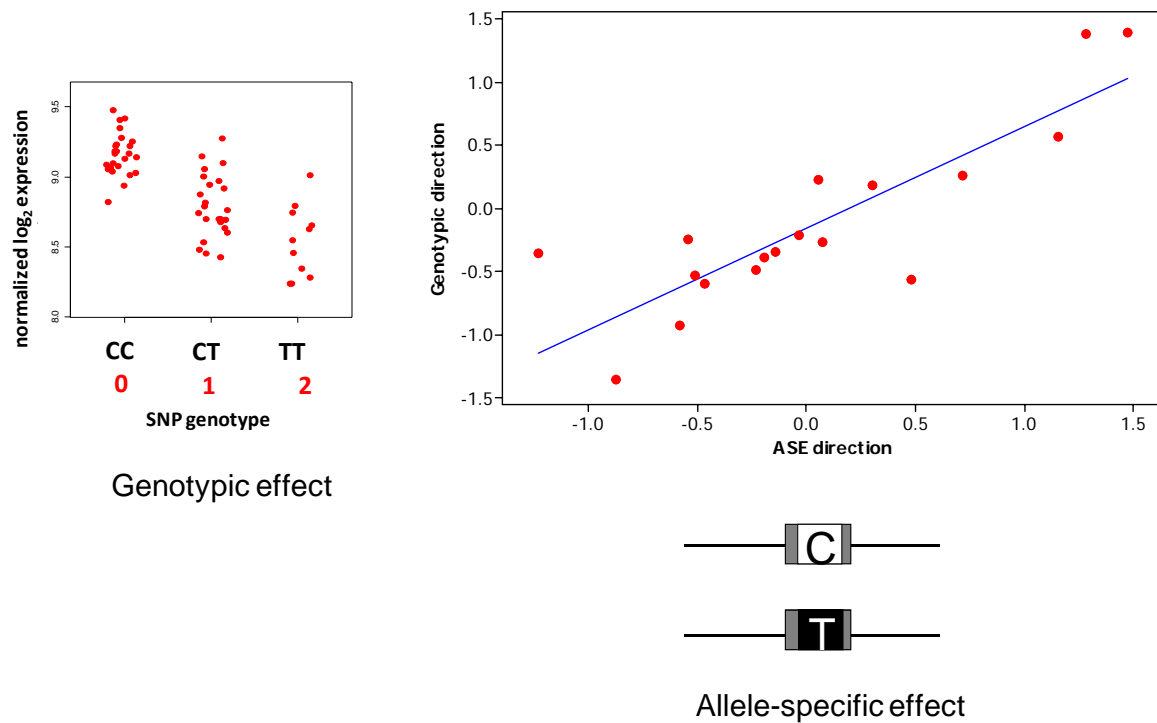 normalized log2 expression
9.5
9.0
8.5
8.0
CC CT TT
0 1 2
SNP genotype
Genotypic effect
Genotypic direction
1.5
1.0
0.5
0.0
-0.5
-1.0
-1.5
-1.0 -0.5 0.0 0.5 1.0 1.5
ASE direction
C
T
Allele-specific effect